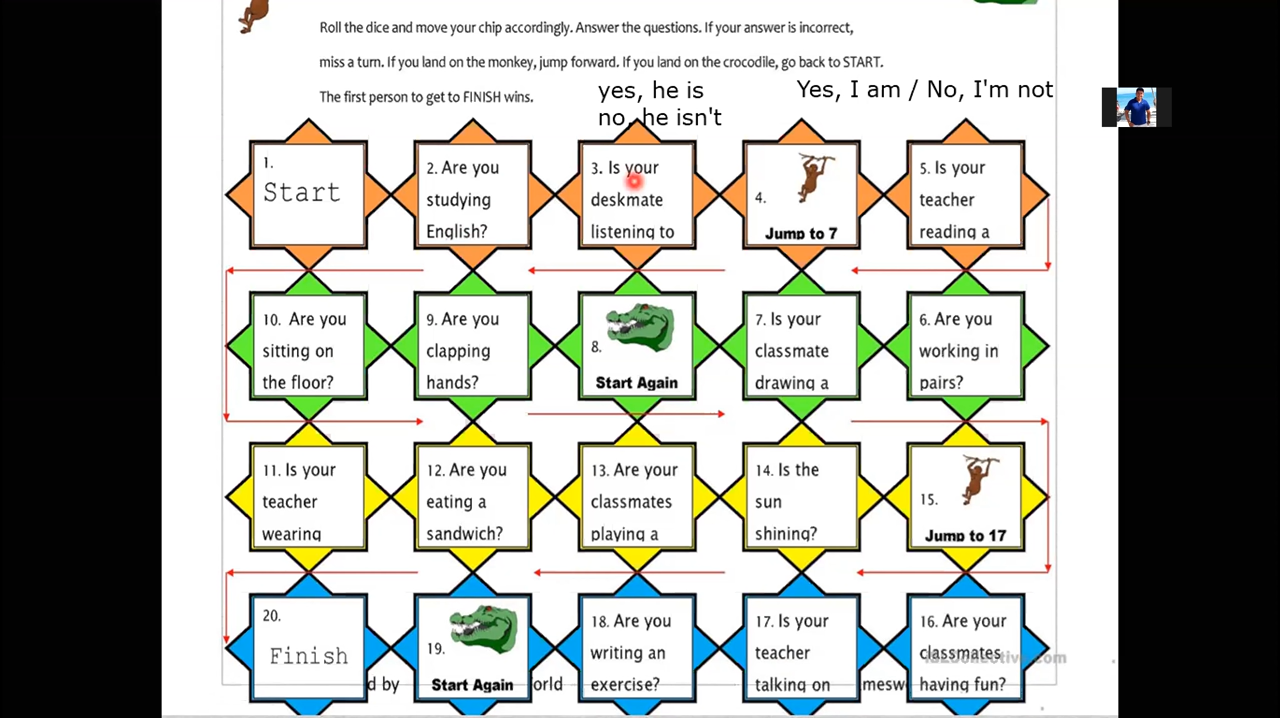 Roll the dice and move your chip accordingly. Answer the questions. If your answer is incorrect,
miss a turn. If you land on the monkey, jump forward. If you land on the crocodile, go back to START.
The first person to get to FINISH wins.
yes, he is
no, he isn't
Yes, I am / No, I'm not
1.
Start
2. Are you
studying
English?
3. Is your
deskmate
listening to
4.
Jump to 7
5. Is your
teacher
reading a
10. Are you
sitting on
the floor?
9. Are you
clapping
hands?
8.
Start Again
7. Is your
classmate
drawing a
6. Are you
working in
pairs?
11. Is your
teacher
wearing
12. Are you
eating a
sandwich?
13. Are your
classmates
playing a
14. Is the
sun
shining?
15.
Jump to 17
20.
Finish
19.
Start Again
18. Are you
writing an
exercise?
17. Is your
teacher
talking on
16. Are your
classmates
having fun?